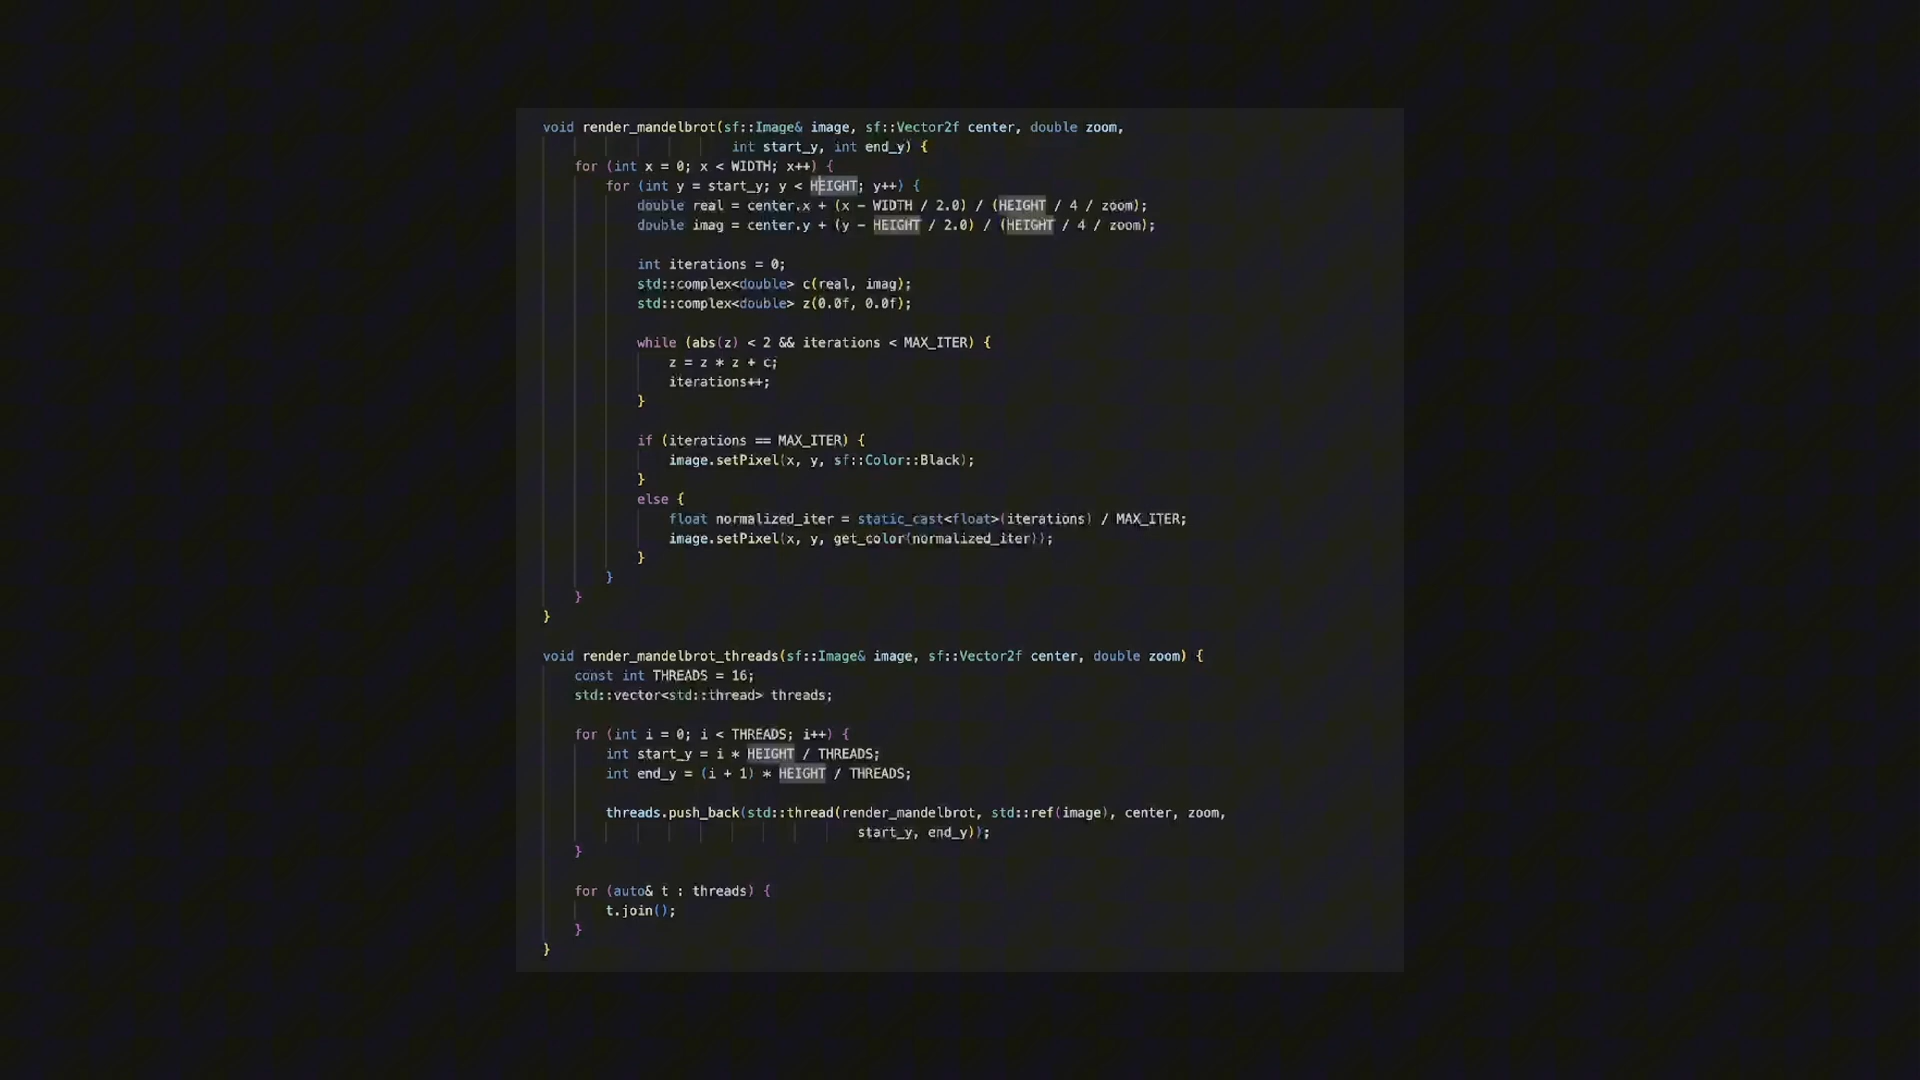 void render_mandelbrot(sf::Image& image, sf::Vector2f center, double zoom,
int start_y, int end_y) {
for (int x = 0; x < WIDTH; x++) {
for (int y = start_y; y < HEIGHT; y++) {
double real = center.x + (x - WIDTH / 2.0) / (HEIGHT / 4 / zoom);
double imag = center.y + (y - HEIGHT / 2.0) / (HEIGHT / 4 / zoom);
int iterations = 0;
std::complex<double> c(real, imag);
std::complex<double> z(0.0f, 0.0f);
while (abs(z) < 2 && iterations < MAX_ITER) {
z = z * z + c;
iterations++;
}
if (iterations == MAX_ITER) {
image.setPixel(x, y, sf::Color::Black);
}
else {
float normalized_iter = static_cast<float>(iterations) / MAX_ITER;
image.setPixel(x, y, get_color(normalized_iter));
}
}
}
}
void render_mandelbrot_threads(sf::Image& image, sf::Vector2f center, double zoom) {
const int THREADS = 16;
std::vector<std::thread> threads;
for (int i = 0; i < THREADS; i++) {
int start_y = i * HEIGHT / THREADS;
int end_y = (i + 1) * HEIGHT / THREADS;
threads.push_back(std::thread(render_mandelbrot, std::ref(image), center, zoom,
start_y, end_y));
}
for (auto& t : threads) {
t.join();
}
}